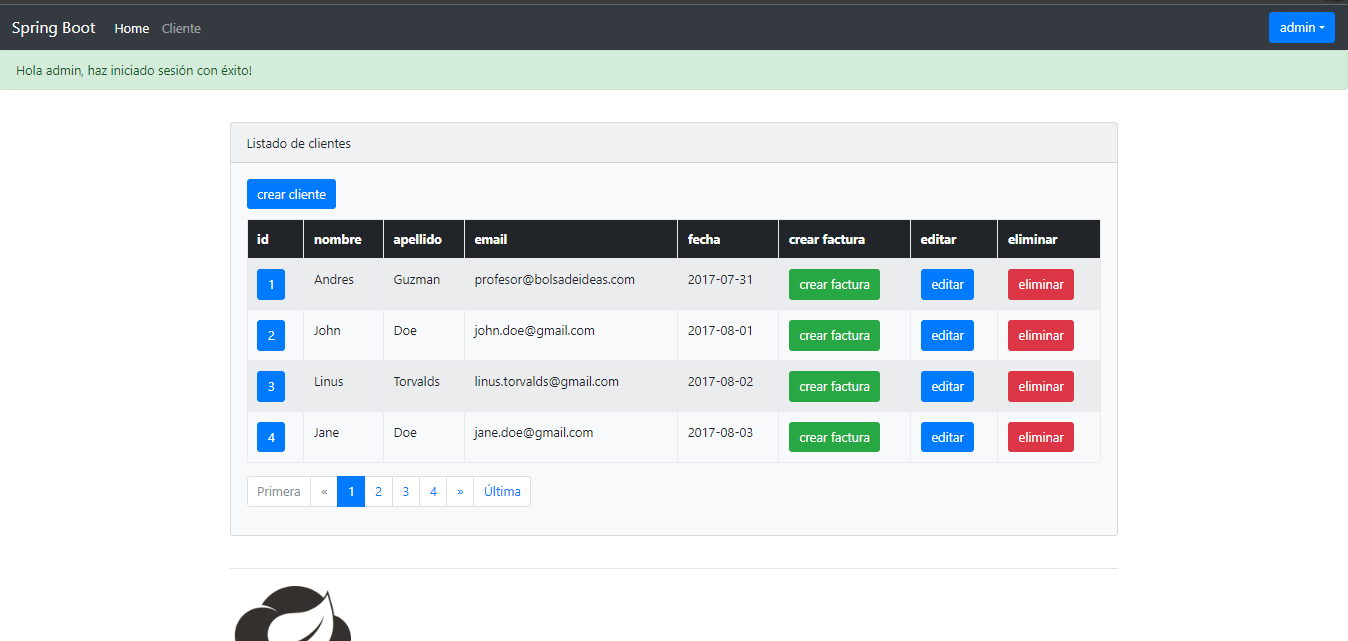 Spring Boot Home Cliente admin
Hola admin, haz iniciado sesión con éxito!
Listado de clientes
crear cliente
id nombre apellido email fecha crear factura editar eliminar
1 Andres Guzman profesor@bolsadeideas.com 2017-07-31 crear factura editar eliminar
2 John Doe john.doe@gmail.com 2017-08-01 crear factura editar eliminar
3 Linus Torvalds linus.torvalds@gmail.com 2017-08-02 crear factura editar eliminar
4 Jane Doe jane.doe@gmail.com 2017-08-03 crear factura editar eliminar
Primera « 1 2 3 4 » Última